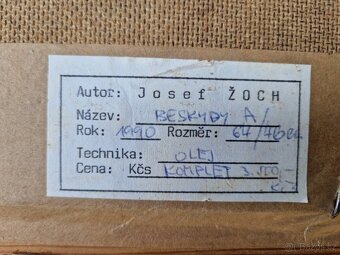 Autor: Josef ŽOCH
Název: BESKYDY A/
Rok: 1990 Rozměr: 64/46
Technika: OLEJ
Cena: Kčs KOMPLET